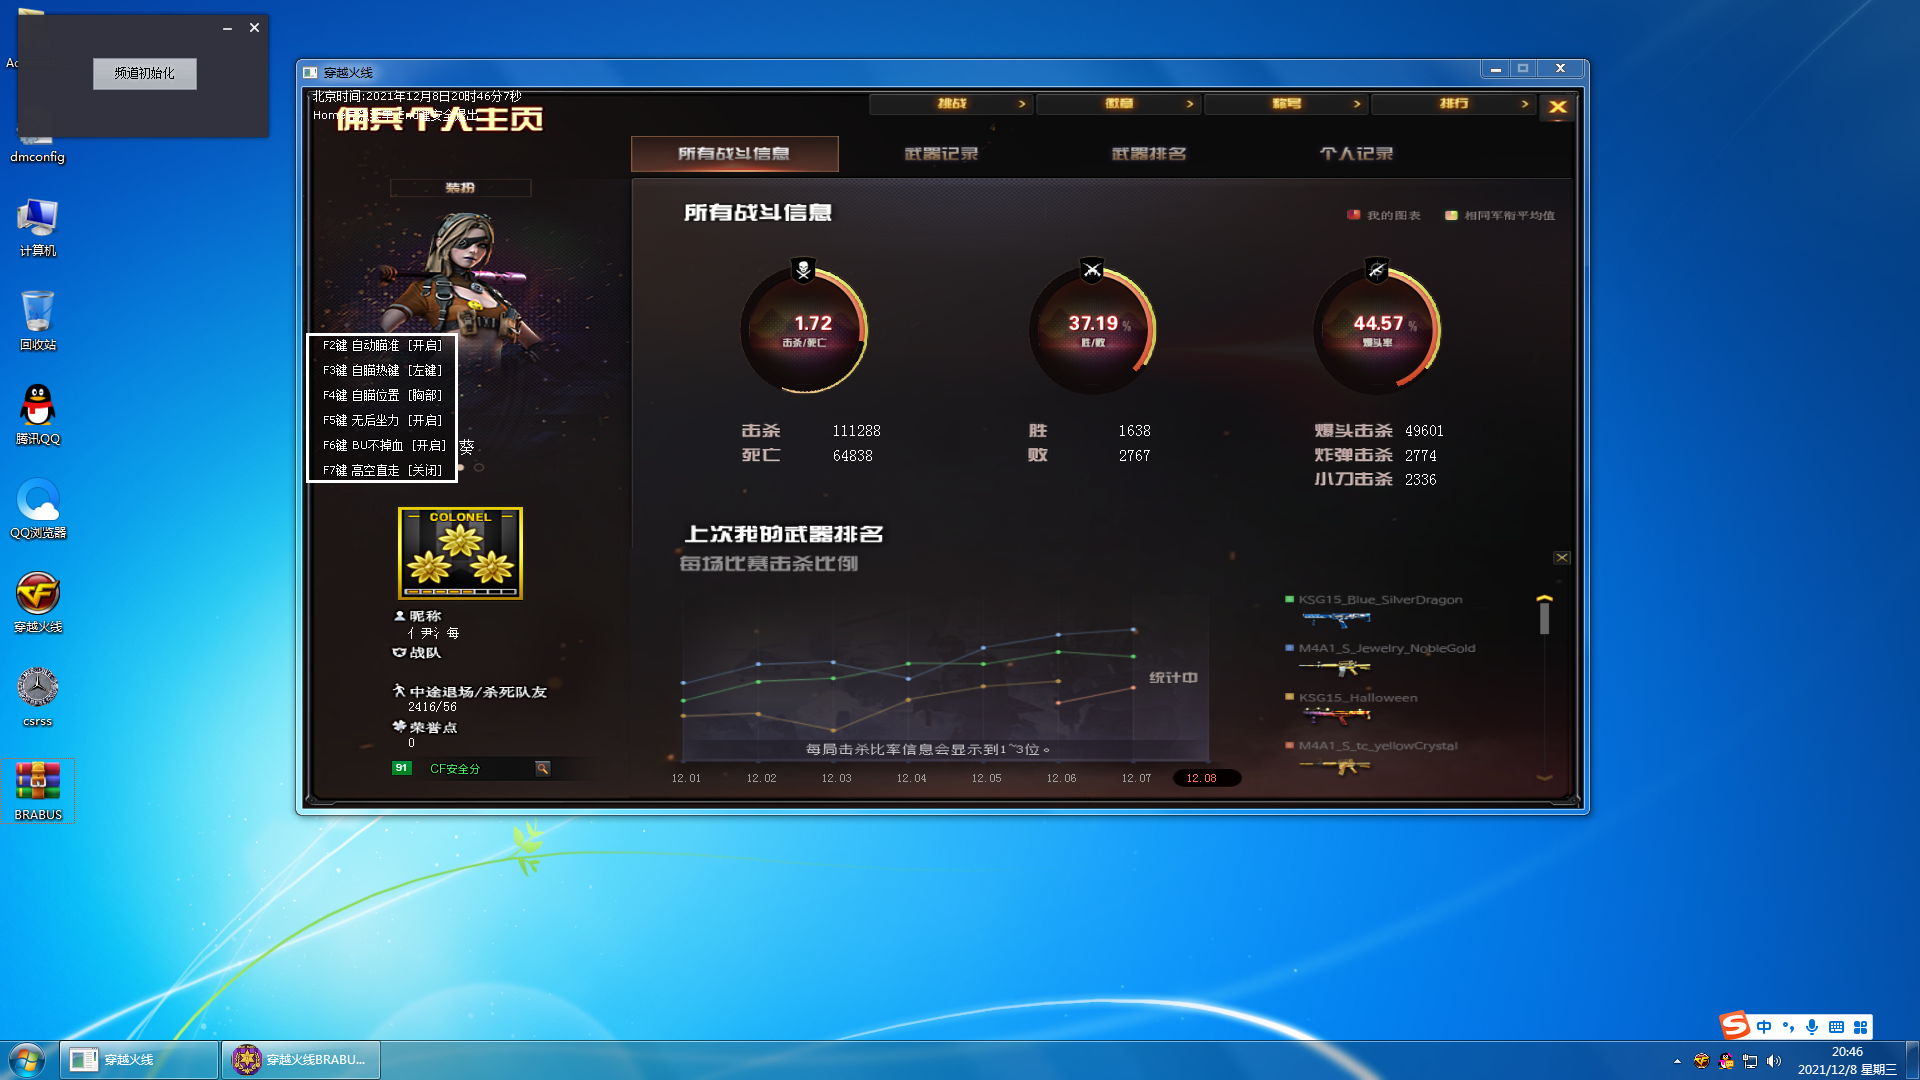 频道初始化
dmconfig
计算机
回收站
腾讯QQ
QQ浏览器
穿越火线
csrss
BRABUS
穿越火线
北京时间:2021年12月8日20时46分7秒
佣兵个人主页
挑战
徽章
称号
排行
所有战斗信息
武器记录
武器排名
个人记录
装扮
F2键 自动瞄准 [开启]
F3键 自瞄热键 [左键]
F4键 自瞄位置 [胸部]
F5键 无后坐力 [开启]
F6键 BU不掉血 [开启]
F7键 高空直走 [关闭]
葵
COLONEL
昵称
亻尹氵每
战队
中途退场/杀死队友
2416/56
荣誉点
0
91 CF安全分
所有战斗信息
我的图表
相同军衔平均值
1.72
击杀/死亡
37.19 %
胜/败
44.57 %
爆头率
击杀 111288
死亡 64838
胜 1638
败 2767
爆头击杀 49601
炸弹击杀 2774
小刀击杀 2336
上次我的武器排名
每场比赛击杀比例
统计中
每局击杀比率信息会显示到1~3位。
12.01 12.02 12.03 12.04 12.05 12.06 12.07 12.08
KSG15_Blue_SilverDragon
M4A1_S_Jewelry_NobleGold
KSG15_Halloween
M4A1_S_tc_yellowCrystal
中
穿越火线
穿越火线BRABU...
20:46
2021/12/8 星期三